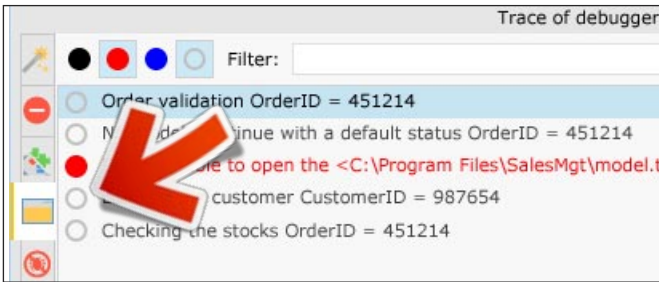 Trace of debugger
Filter:
Order validation OrderID = 451214
with a default status OrderID = 451214
to open the <C:\Program Files\SalesMgt\model.t
customer CustomerID = 987654
Checking the stocks OrderID = 451214